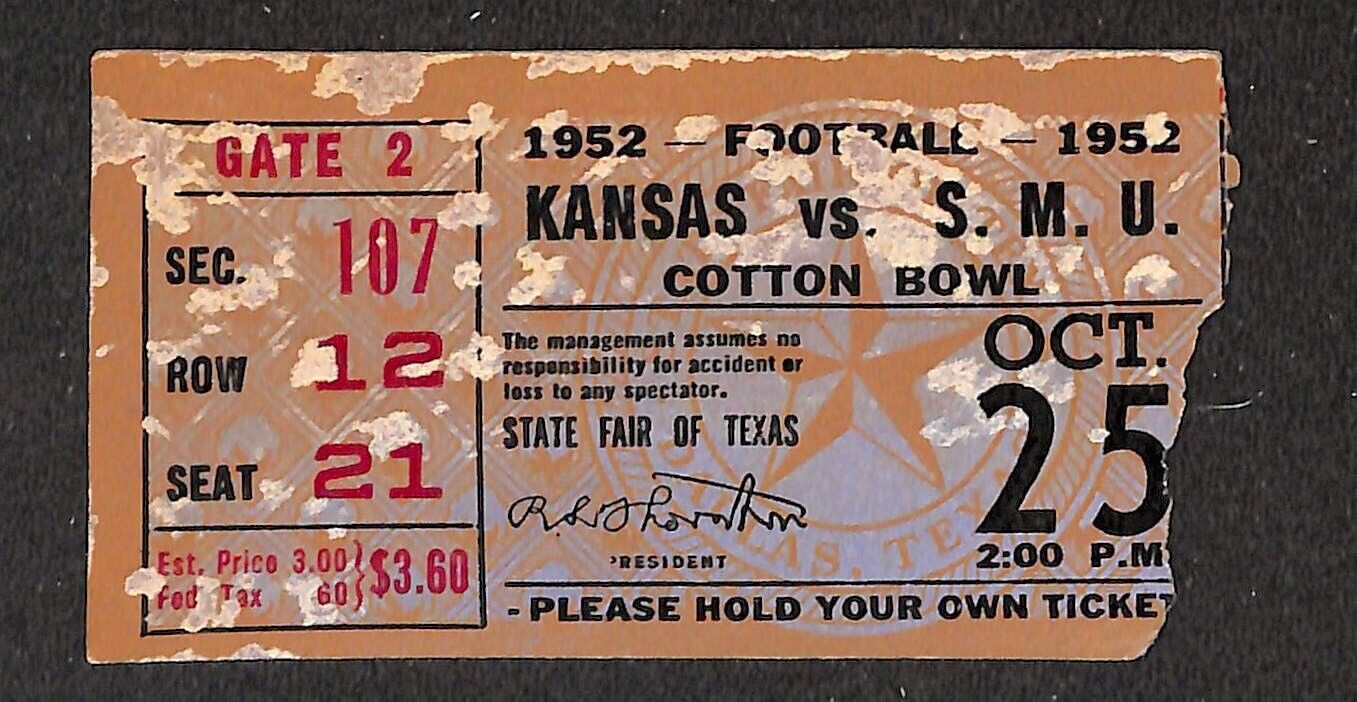 GATE 2
SEC. 107
ROW 12
SEAT 21
Est. Price 3.00
Fed Tax 60
$3.60
1952 — FOOTBALL — 1952
KANSAS vs. S. M. U.
COTTON BOWL
The management assumes no
responsibility for accident or
loss to any spectator.
STATE FAIR OF TEXAS
PRESIDENT
OCT.
25
2:00 P.M
- PLEASE HOLD YOUR OWN TICKET